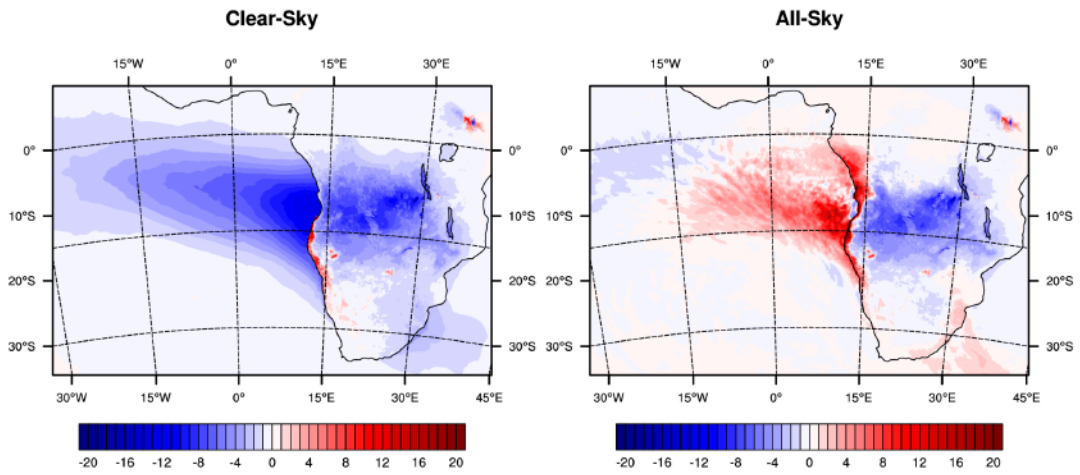 Clear-Sky All-Sky
15°W 0° 15°E 30°E 15°W 0° 15°E 30°E
0° 0° 0° 0°
10°S 10°S 10°S 10°S
20°S 20°S 20°S 20°S
30°S 30°S 30°S 30°S
30°W 15°W 0° 15°E 30°E 45°E 30°W 15°W 0° 15°E 30°E 45°E
-20 -16 -12 -8 -4 0 4 8 12 16 20 -20 -16 -12 -8 -4 0 4 8 12 16 20